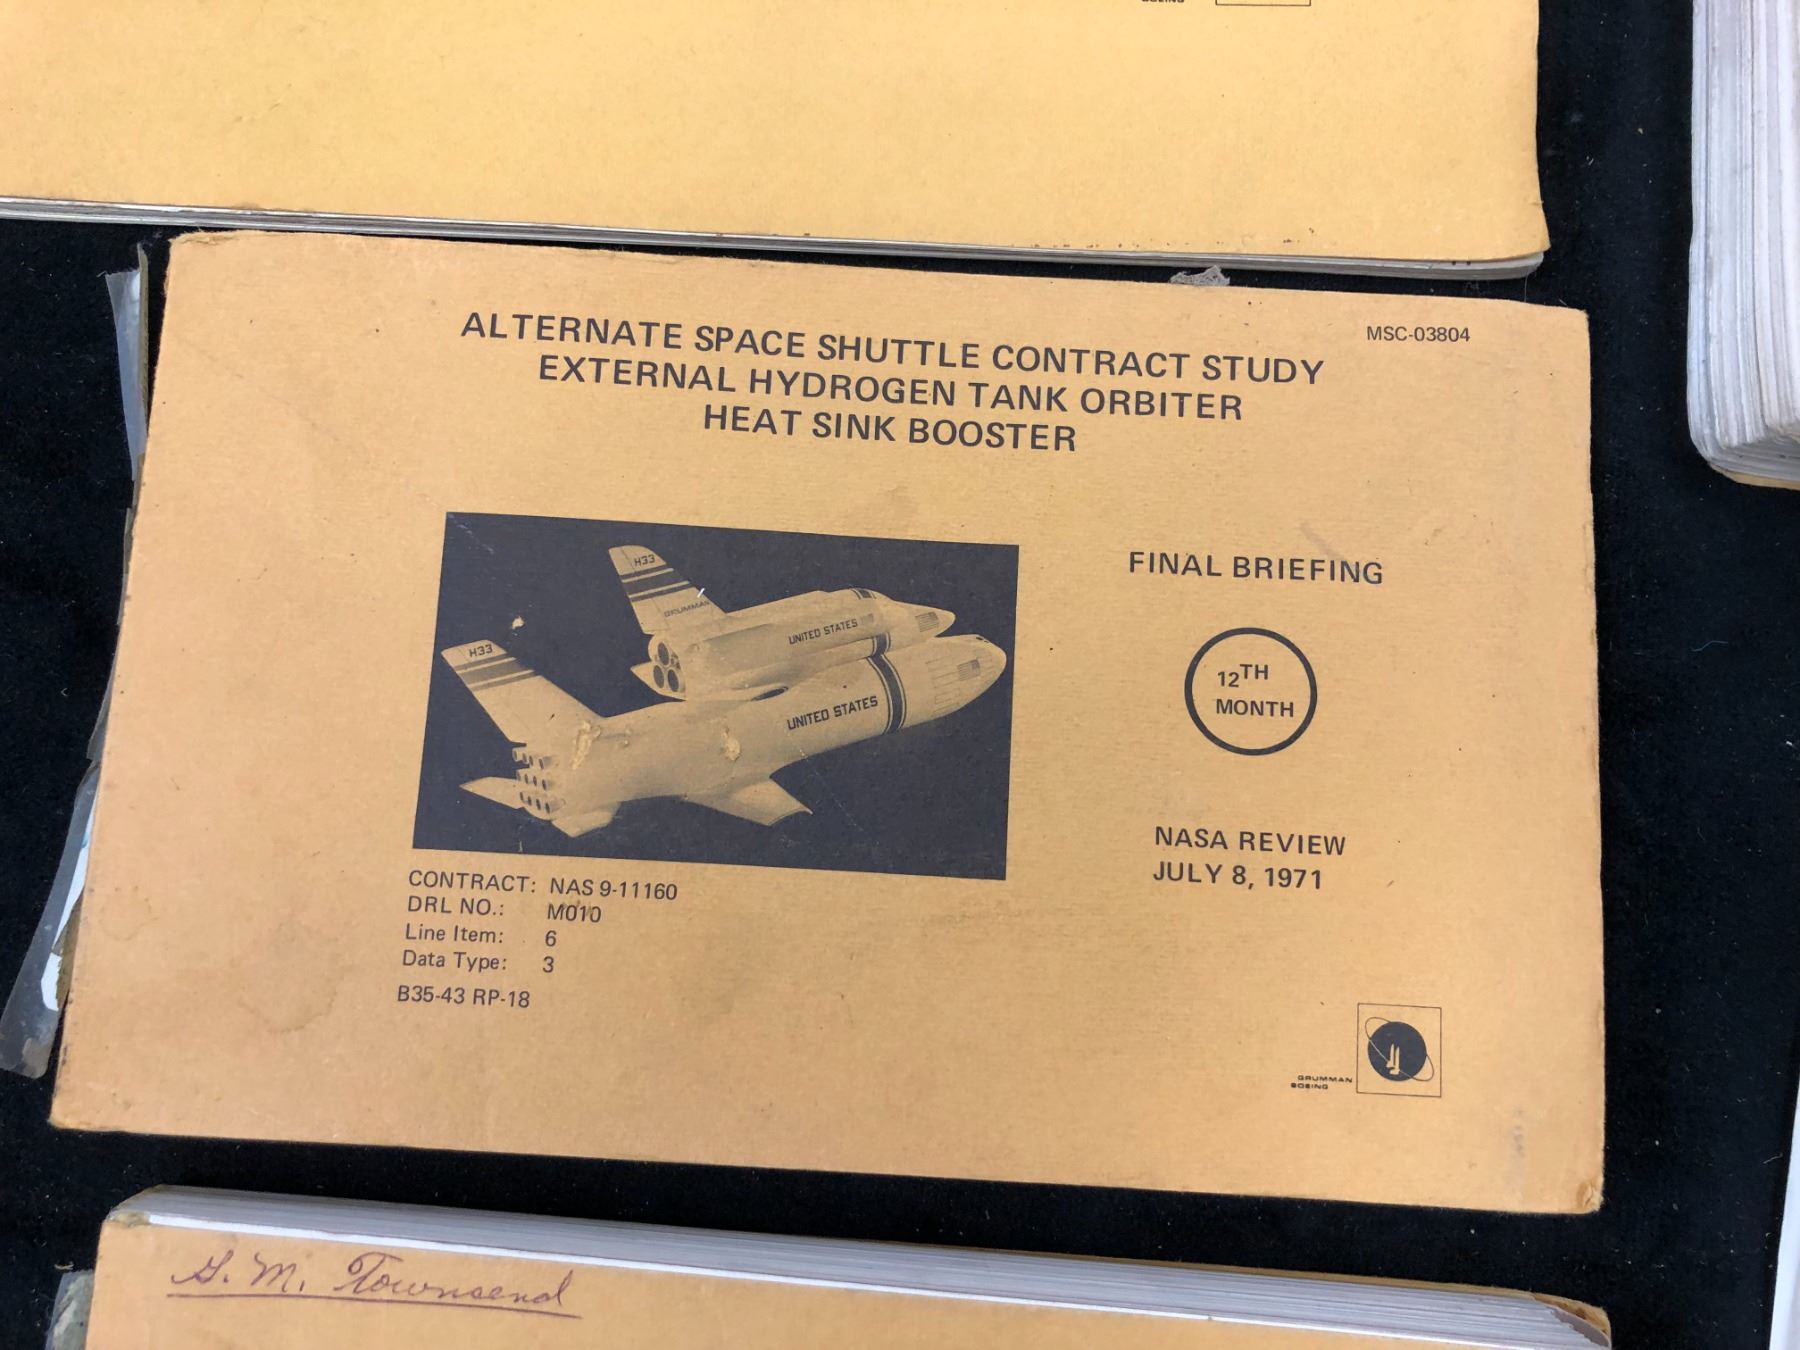 BOEING
ALTERNATE SPACE SHUTTLE CONTRACT STUDY
EXTERNAL HYDROGEN TANK ORBITER
HEAT SINK BOOSTER
MSC-03804
H33
GRUMMAN
UNITED STATES
H33
UNITED STATES
FINAL BRIEFING
12TH
MONTH
NASA REVIEW
JULY 8, 1971
CONTRACT: NAS 9-11160
DRL NO.: M010
Line Item: 6
Data Type: 3
B35-43 RP-18
GRUMMAN
BOEING
G. M. Townsend